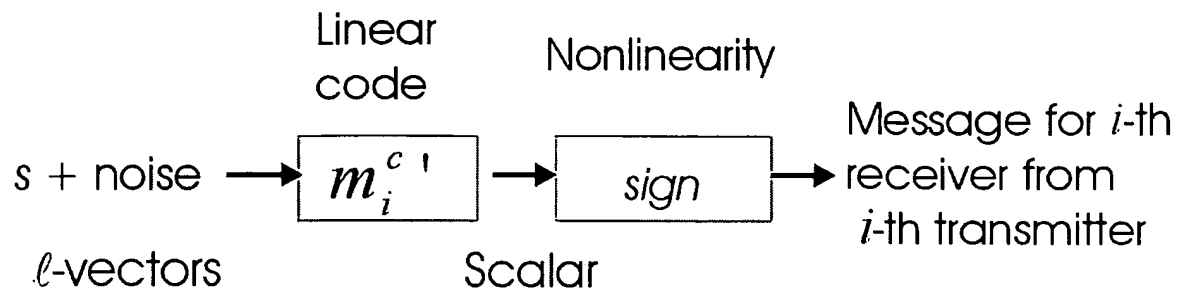 Linear
code
Nonlinearity
s + noise
m_i^c '
sign
Message for i-th
receiver from
i-th transmitter
ℓ-vectors
Scalar